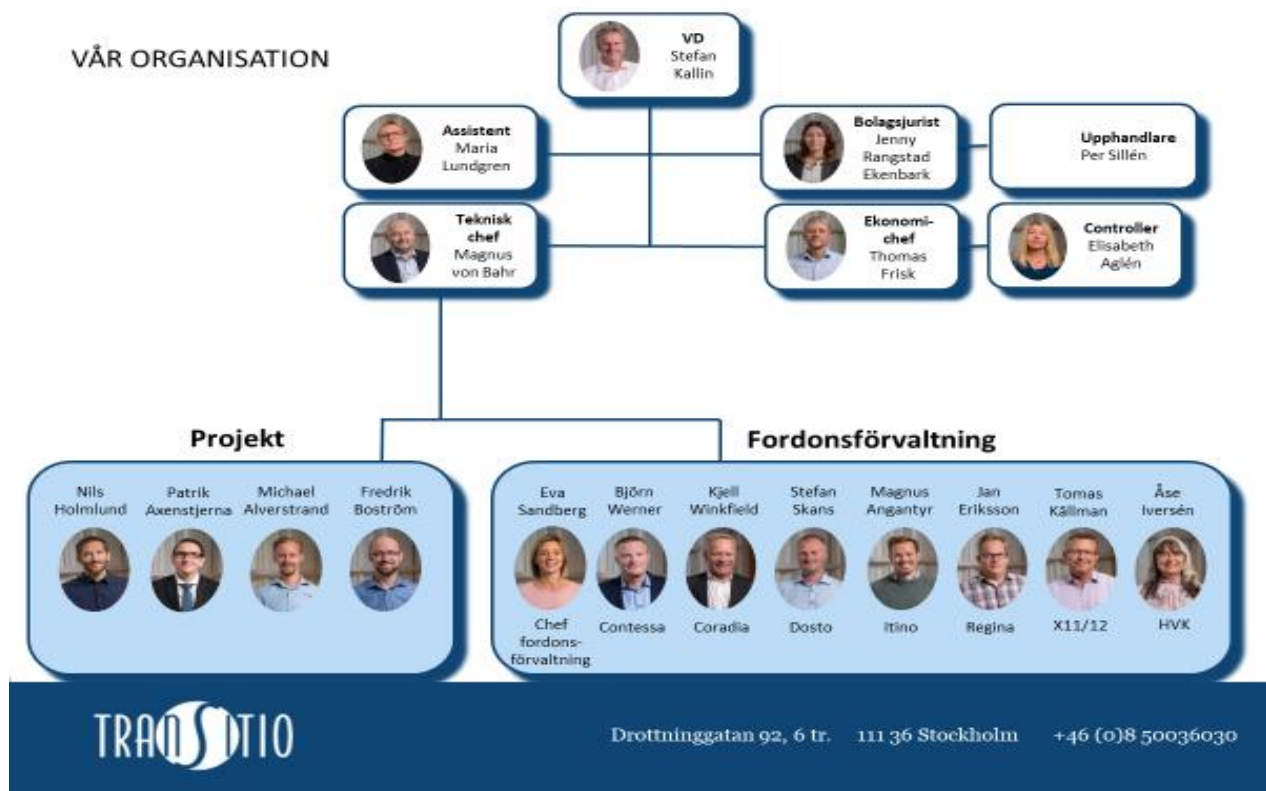 VÅR ORGANISATION
VD
Stefan
Kallin
Assistent
Maria
Lundgren
Bolagsjurist
Jenny
Rangstad
Ekenbark
Upphandlare
Per Sillén
Teknisk
chef
Magnus
von Bahr
Ekonomi-
chef
Thomas
Frisk
Controller
Elisabeth
Aglén
Projekt
Nils
Holmlund
Patrik
Axenstjerna
Michael
Alverstrand
Fredrik
Boström
Fordonsförvaltning
Eva
Sandberg
Chef
fordons-
förvaltning
Björn
Werner
Contessa
Kjell
Winkfield
Coradia
Stefan
Skans
Dosto
Magnus
Angantyr
Itino
Jan
Eriksson
Regina
Tomas
Källman
X11/12
Åse
Iversén
HVK
TRANSITIO
Drottninggatan 92, 6 tr. 111 36 Stockholm +46 (0)8 50036030